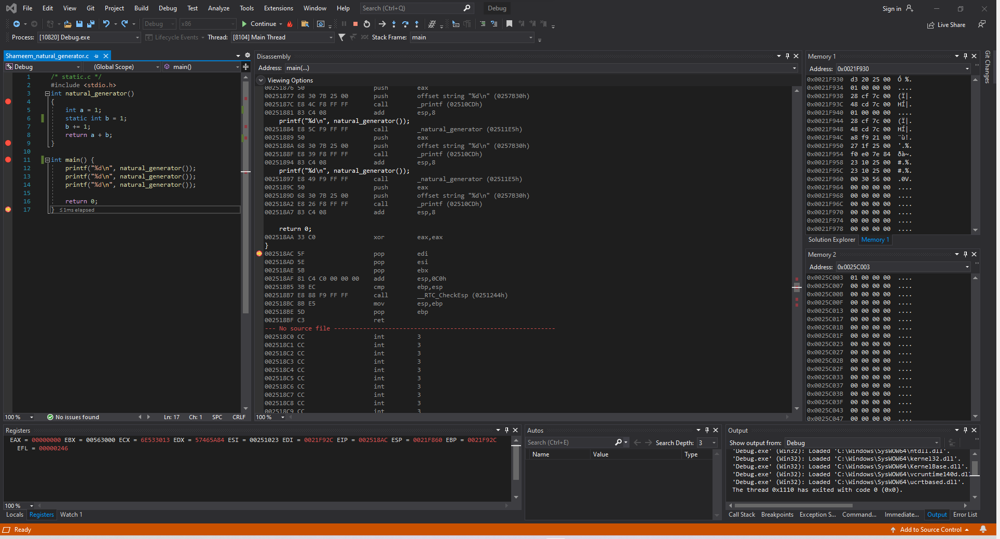 File Edit View Git Project Build Debug Test Analyze Tools Extensions Window Help Search (Ctrl+Q) Debug Sign in
Debug x86 Continue Live Share
Process: [10820] Debug.exe Lifecycle Events Thread: [8104] Main Thread Stack Frame: main
Shameem_natural_generator.c
Debug (Global Scope) main()
1 /* static.c */
2 #include <stdio.h>
3 int natural_generator()
4 {
5 int a = 1;
6 static int b = 1;
7 b += 1;
8 return a + b;
9 }
10
11 int main() {
12 printf("%d\n", natural_generator());
13 printf("%d\n", natural_generator());
14 printf("%d\n", natural_generator());
15
16 return 0;
17 } ≤1ms elapsed
100 % No issues found Ln: 17 Ch: 1 SPC CRLF
Disassembly
Address: main(...)
Viewing Options
00251876 50 push eax
00251877 68 30 7B 25 00 push offset string "%d\n" (0257B30h)
0025187C E8 4C F8 FF FF call _printf (02510CDh)
00251881 83 C4 08 add esp,8
printf("%d\n", natural_generator());
00251884 E8 5C F9 FF FF call _natural_generator (02511E5h)
00251889 50 push eax
0025188A 68 30 7B 25 00 push offset string "%d\n" (0257B30h)
0025188F E8 39 F8 FF FF call _printf (02510CDh)
00251894 83 C4 08 add esp,8
printf("%d\n", natural_generator());
00251897 E8 49 F9 FF FF call _natural_generator (02511E5h)
0025189C 50 push eax
0025189D 68 30 7B 25 00 push offset string "%d\n" (0257B30h)
002518A2 E8 26 F8 FF FF call _printf (02510CDh)
002518A7 83 C4 08 add esp,8
return 0;
002518AA 33 C0 xor eax,eax
}
002518AC 5F pop edi
002518AD 5E pop esi
002518AE 5B pop ebx
002518AF 81 C4 C0 00 00 00 add esp,0C0h
002518B5 3B EC cmp ebp,esp
002518B7 E8 88 F9 FF FF call __RTC_CheckEsp (0251244h)
002518BC 8B E5 mov esp,ebp
002518BE 5D pop ebp
002518BF C3 ret
--- No source file -------------------------------------------------------------
002518C0 CC int 3
002518C1 CC int 3
002518C2 CC int 3
002518C3 CC int 3
002518C4 CC int 3
002518C5 CC int 3
002518C6 CC int 3
002518C7 CC int 3
002518C8 CC int 3
002518C9 CC int 3
100 %
Memory 1
Address: 0x0021F930
0x0021F930 d3 20 25 00 Ó %.
0x0021F934 01 00 00 00 ....
0x0021F938 28 cf 7c 00 (Ï|.
0x0021F93C 48 cd 7c 00 HÍ|.
0x0021F940 01 00 00 00 ....
0x0021F944 28 cf 7c 00 (Ï|.
0x0021F948 48 cd 7c 00 HÍ|.
0x0021F94C a8 f9 21 00 ¨ù!.
0x0021F950 27 1f 25 00 '.%.
0x0021F954 f0 e0 7e 84 ðà~.
0x0021F958 23 10 25 00 #.%.
0x0021F95C 23 10 25 00 #.%.
0x0021F960 00 30 56 00 .0V.
0x0021F964 00 00 00 00 ....
0x0021F968 00 00 00 00 ....
0x0021F96C 00 00 00 00 ....
0x0021F970 00 00 00 00 ....
0x0021F974 00 00 00 00 ....
0x0021F978 00 00 00 00 ....
Solution Explorer Memory 1
Memory 2
Address: 0x0025C003
0x0025C003 01 00 00 00 ....
0x0025C007 00 00 00 00 ....
0x0025C00B 00 00 00 00 ....
0x0025C00F 00 00 00 00 ....
0x0025C013 00 00 00 00 ....
0x0025C017 00 00 00 00 ....
0x0025C01B 00 00 00 00 ....
0x0025C01F 00 00 00 00 ....
0x0025C023 00 00 00 00 ....
0x0025C027 00 00 00 00 ....
0x0025C02B 00 00 00 00 ....
0x0025C02F 00 00 00 00 ....
0x0025C033 00 00 00 00 ....
0x0025C037 00 00 00 00 ....
0x0025C03B 00 00 00 00 ....
0x0025C03F 00 00 00 00 ....
0x0025C043 00 00 00 00 ....
0x0025C047 00 00 00 00 ....
Git Changes
Registers
EAX = 00000000 EBX = 00563000 ECX = 6E533013 EDX = 57465A84 ESI = 00251023 EDI = 0021F92C EIP = 002518AC ESP = 0021F860 EBP = 0021F92C
EFL = 00000246
100 %
Locals Registers Watch 1
Autos
Search (Ctrl+E) Search Depth: 3
Name Value Type
Output
Show output from: Debug
'Debug.exe' (Win32): Loaded 'C:\Windows\SysWOW64\ntdll.dll'.
'Debug.exe' (Win32): Loaded 'C:\Windows\SysWOW64\kernel32.dll'.
'Debug.exe' (Win32): Loaded 'C:\Windows\SysWOW64\KernelBase.dll'.
'Debug.exe' (Win32): Loaded 'C:\Windows\SysWOW64\vcruntime140d.dll
'Debug.exe' (Win32): Loaded 'C:\Windows\SysWOW64\ucrtbased.dll'.
The thread 0x1110 has exited with code 0 (0x0).
Call Stack Breakpoints Exception S... Command... Immediate... Output Error List
Ready Add to Source Control